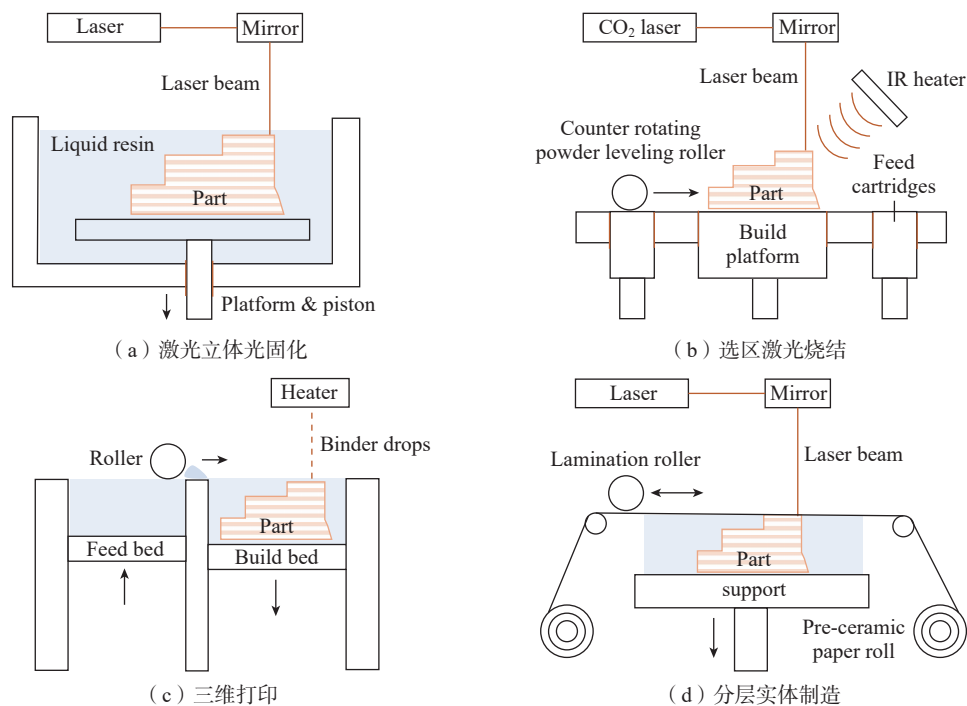 Laser
Mirror
Laser beam
Liquid resin
Part
Platform & piston
（a）激光立体光固化
CO₂ laser
Mirror
Laser beam
IR heater
Counter rotating
powder leveling roller
Feed
cartridges
Part
Build
platform
（b）选区激光烧结
Heater
Roller
Binder drops
Part
Feed bed
Build bed
（c）三维打印
Laser
Mirror
Laser beam
Lamination roller
Part
support
Pre-ceramic
paper roll
（d）分层实体制造